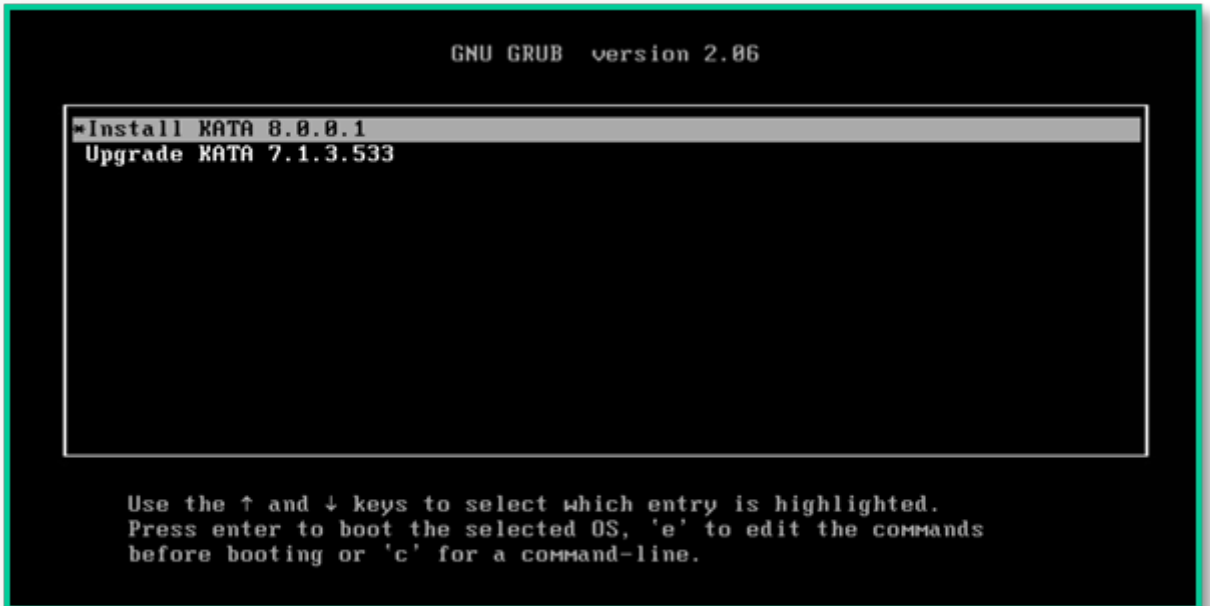 GNU GRUB  version 2.06
*Install KATA 8.0.0.1
Upgrade KATA 7.1.3.533
Use the ↑ and ↓ keys to select which entry is highlighted.
Press enter to boot the selected OS, 'e' to edit the commands
before booting or 'c' for a command-line.